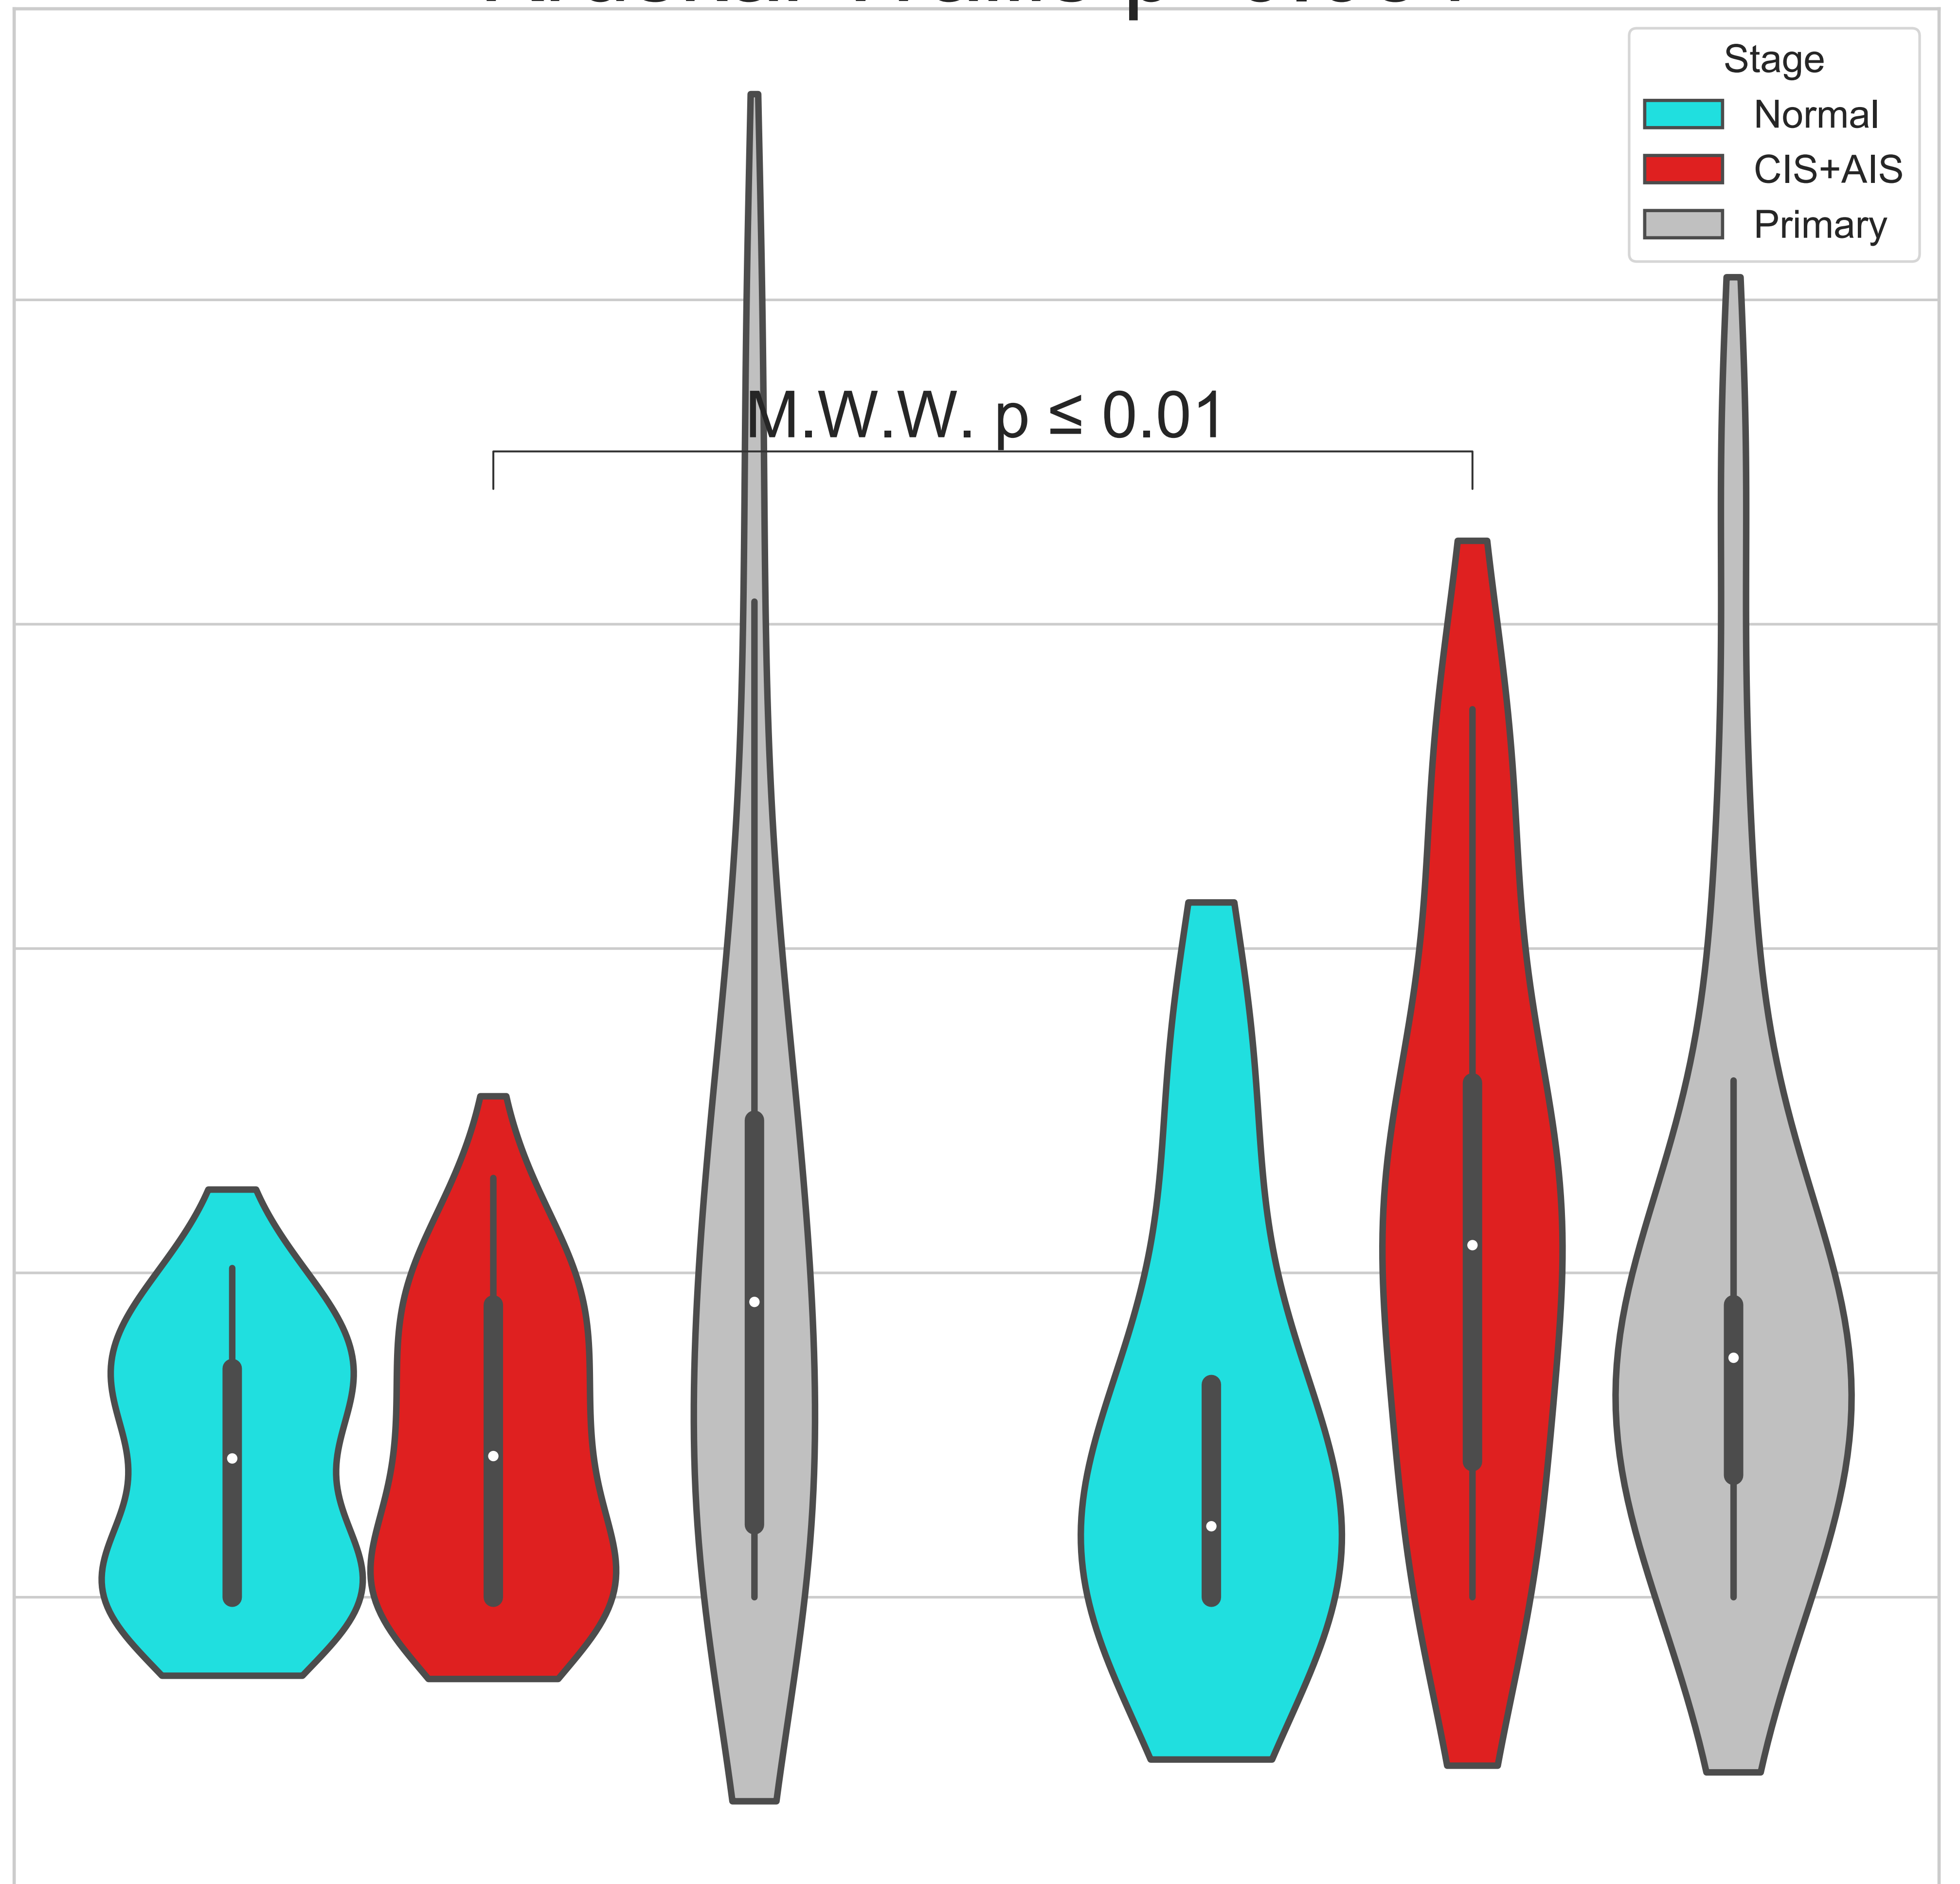 Stage
Normal
CIS+AIS
Primary
M.W.W. p ≤ 0.01